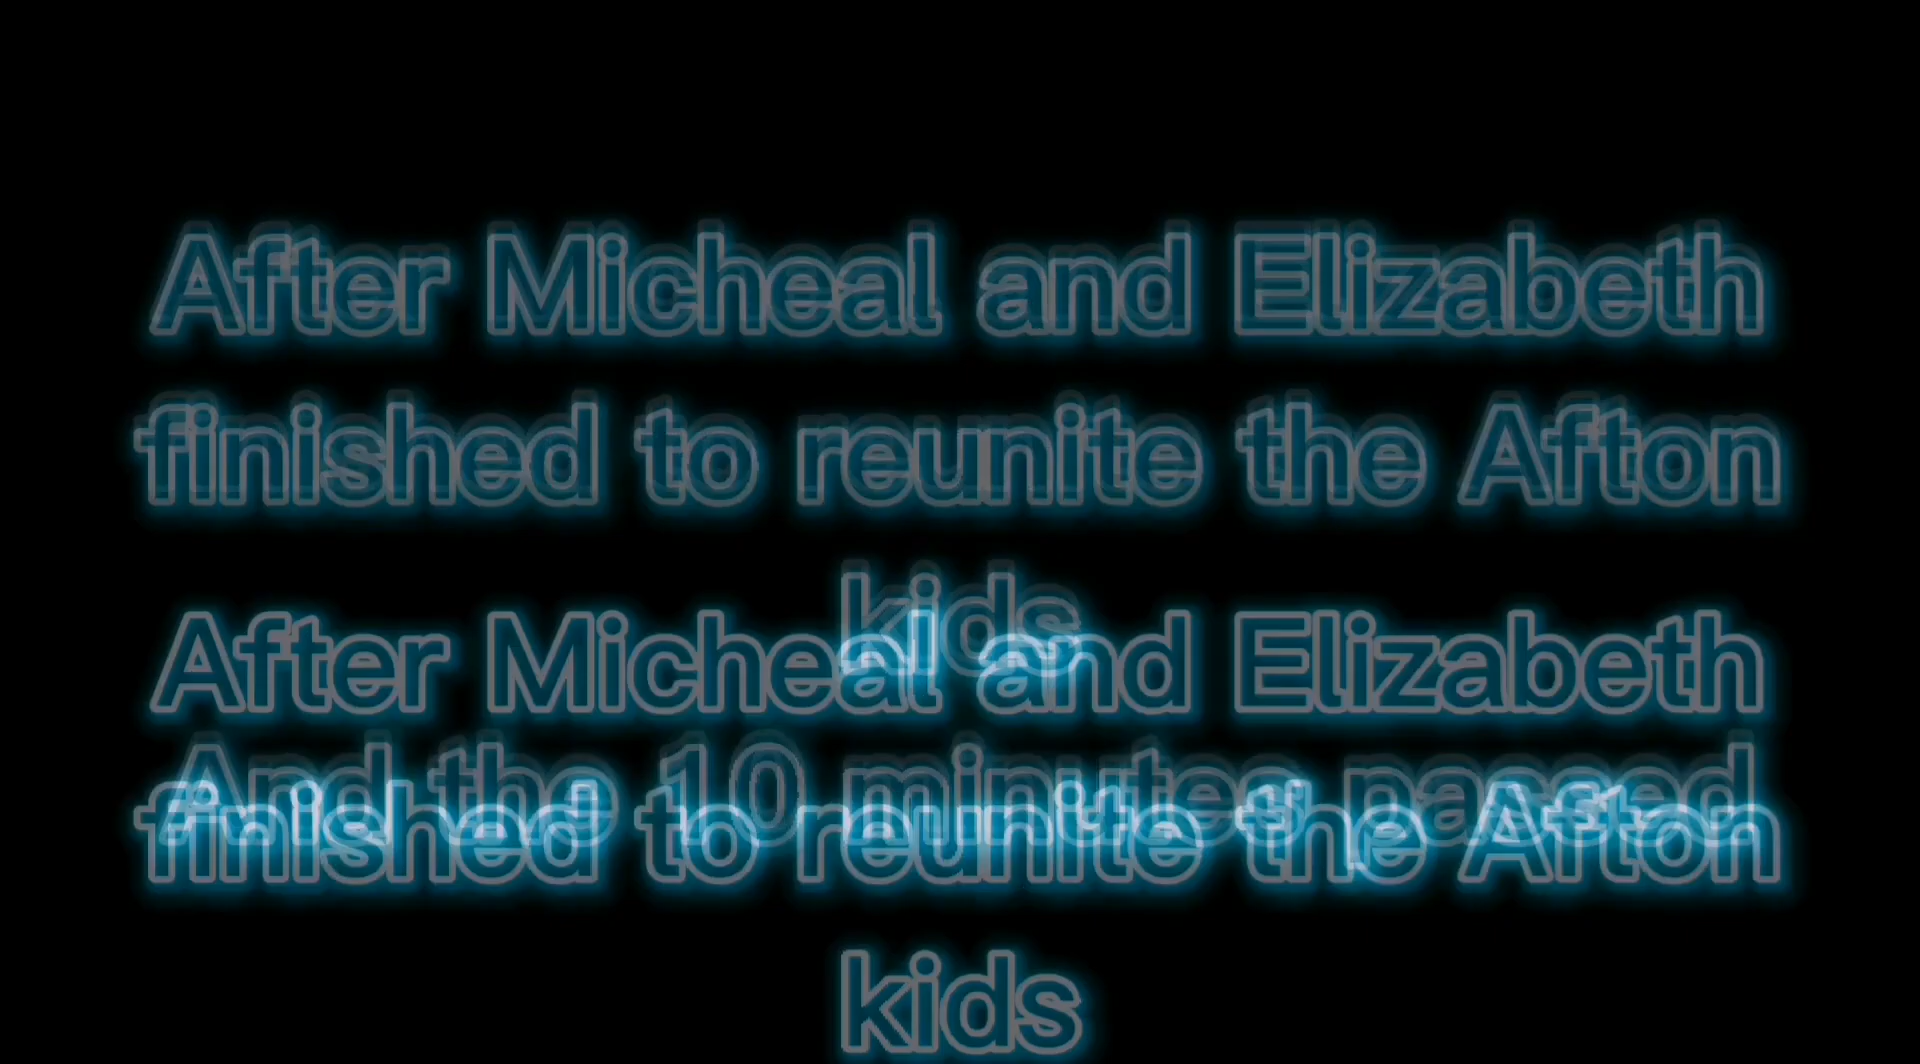 After Micheal and Elizabeth
finished to reunite the Afton
kids
After Micheal and Elizabeth
And the 10 minutes passed
finished to reunite the Afton
kids